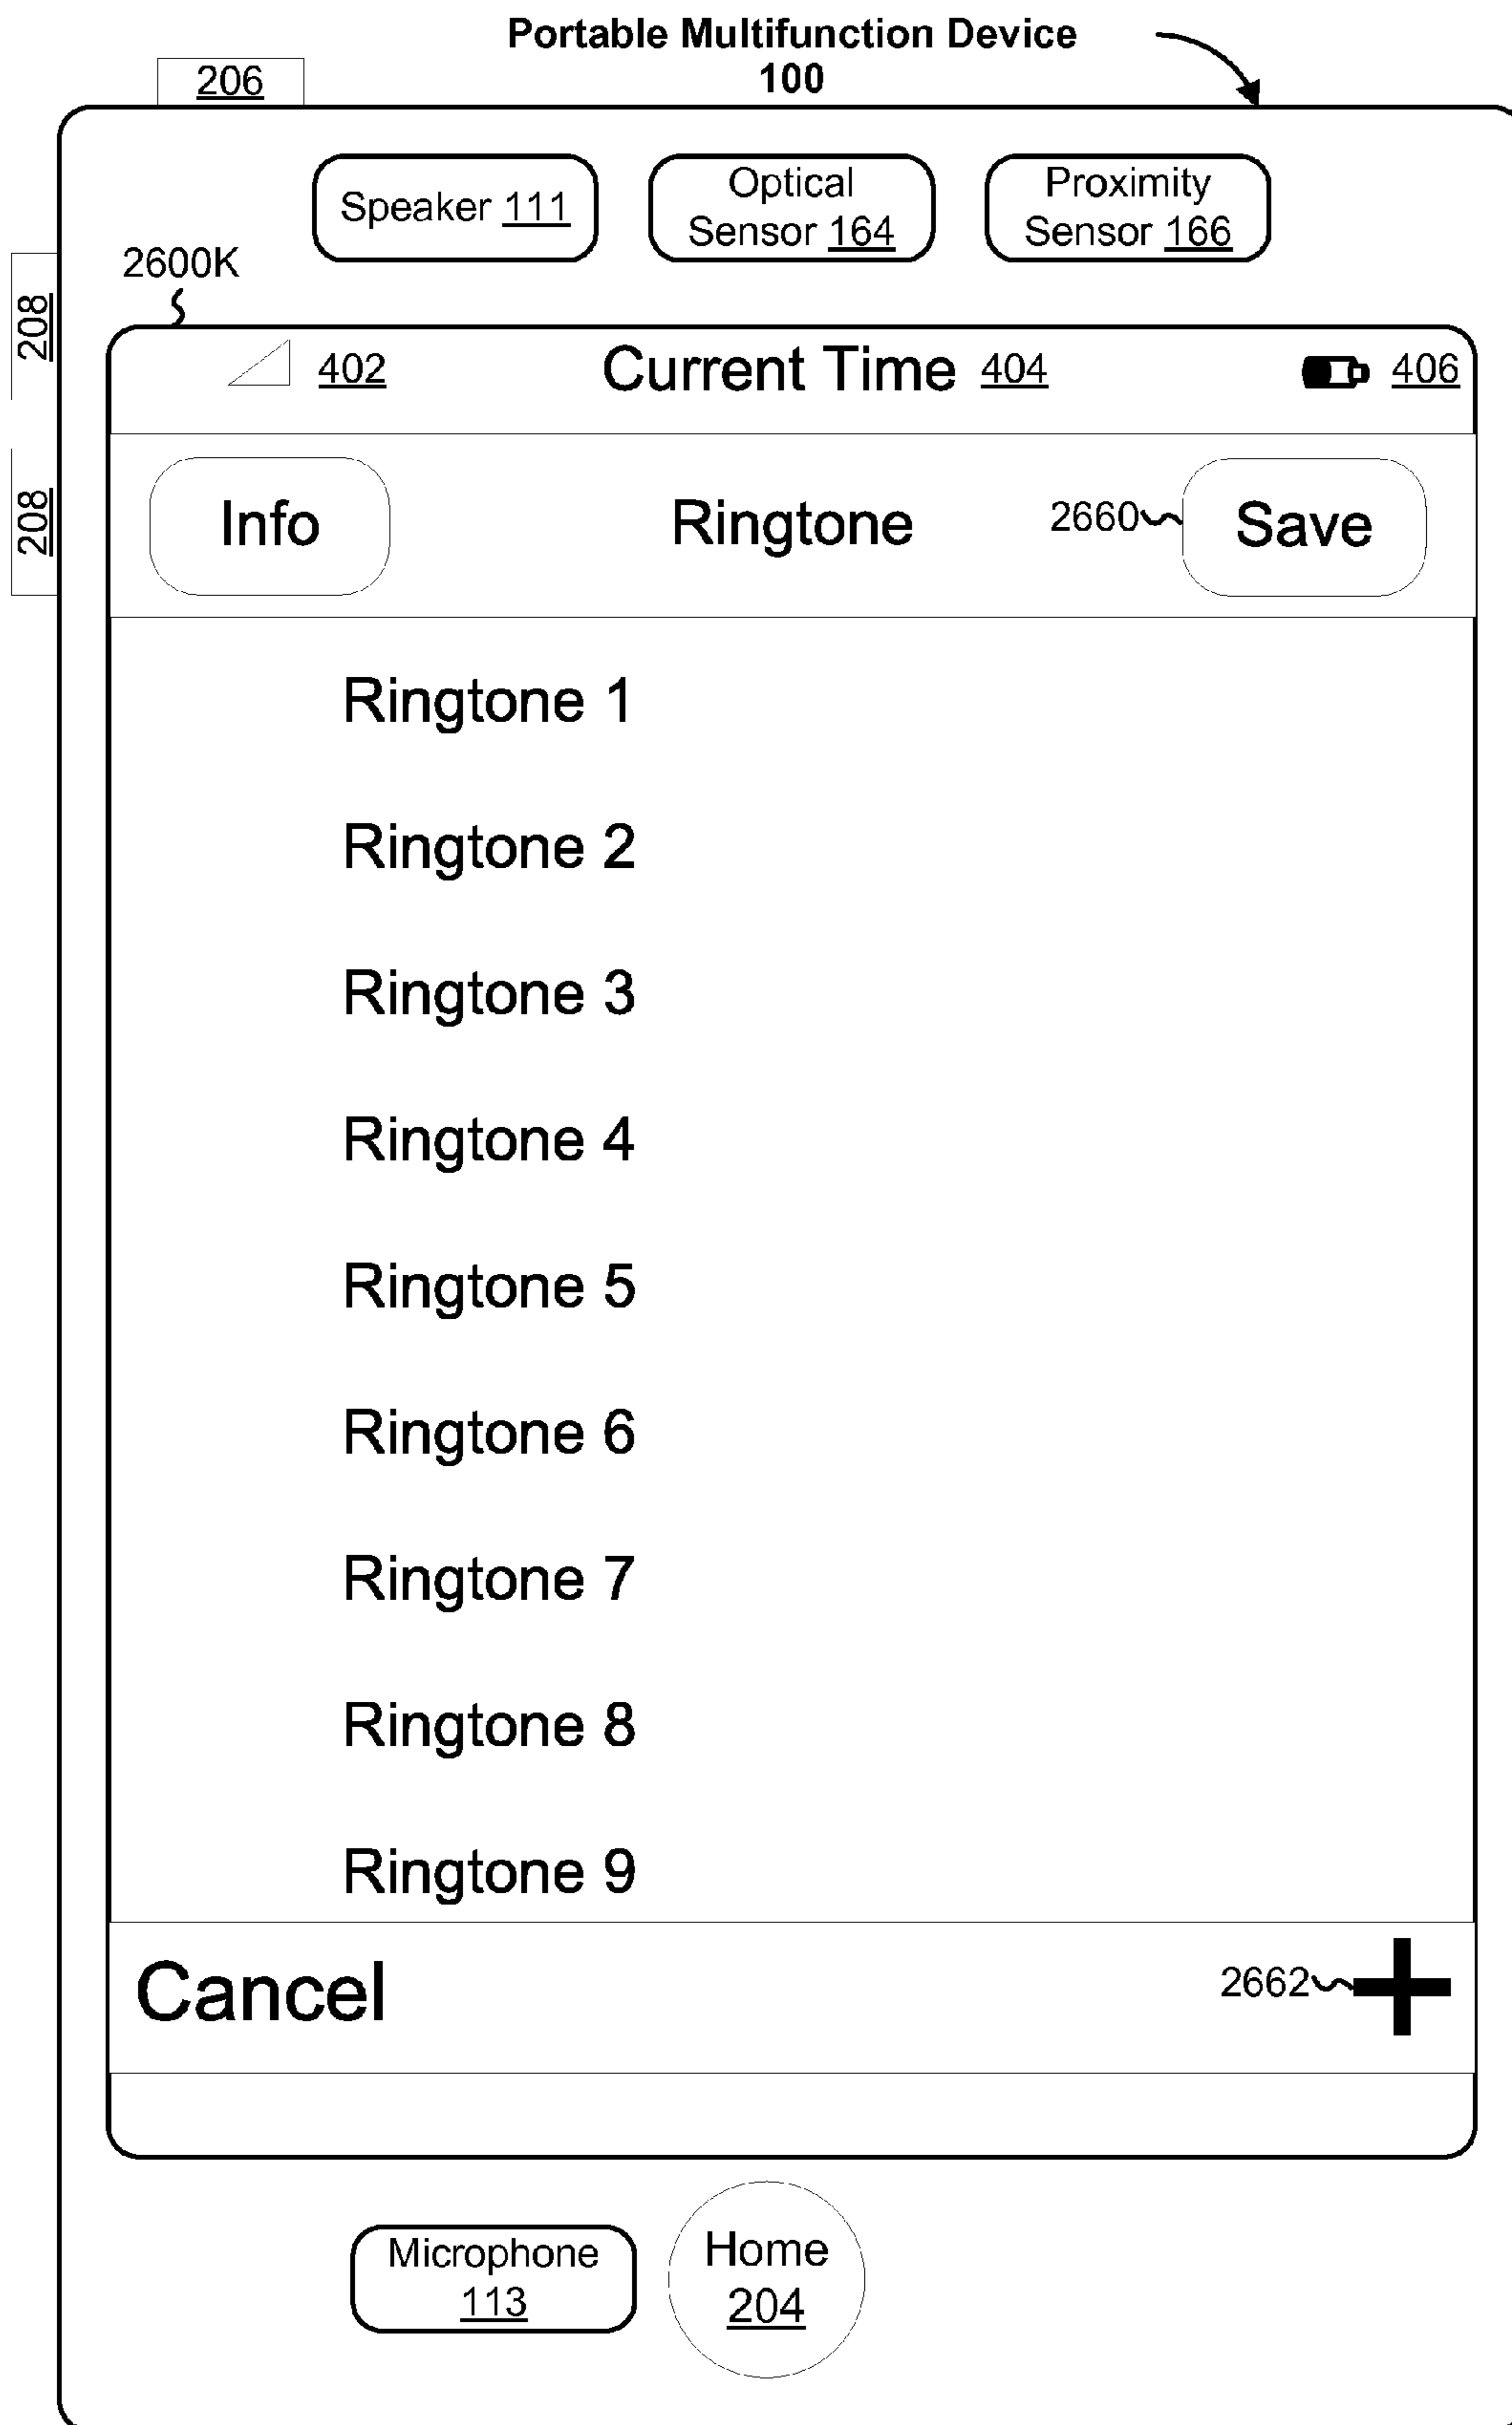 Portable Multifunction Device
100
206
Speaker 111
Optical
Sensor 164
Proximity
Sensor 166
2600K
208
208
402
Current Time 404
406
Info
Ringtone
2660
Save
Ringtone 1
Ringtone 2
Ringtone 3
Ringtone 4
Ringtone 5
Ringtone 6
Ringtone 7
Ringtone 8
Ringtone 9
Cancel
2662
Microphone
113
Home
204